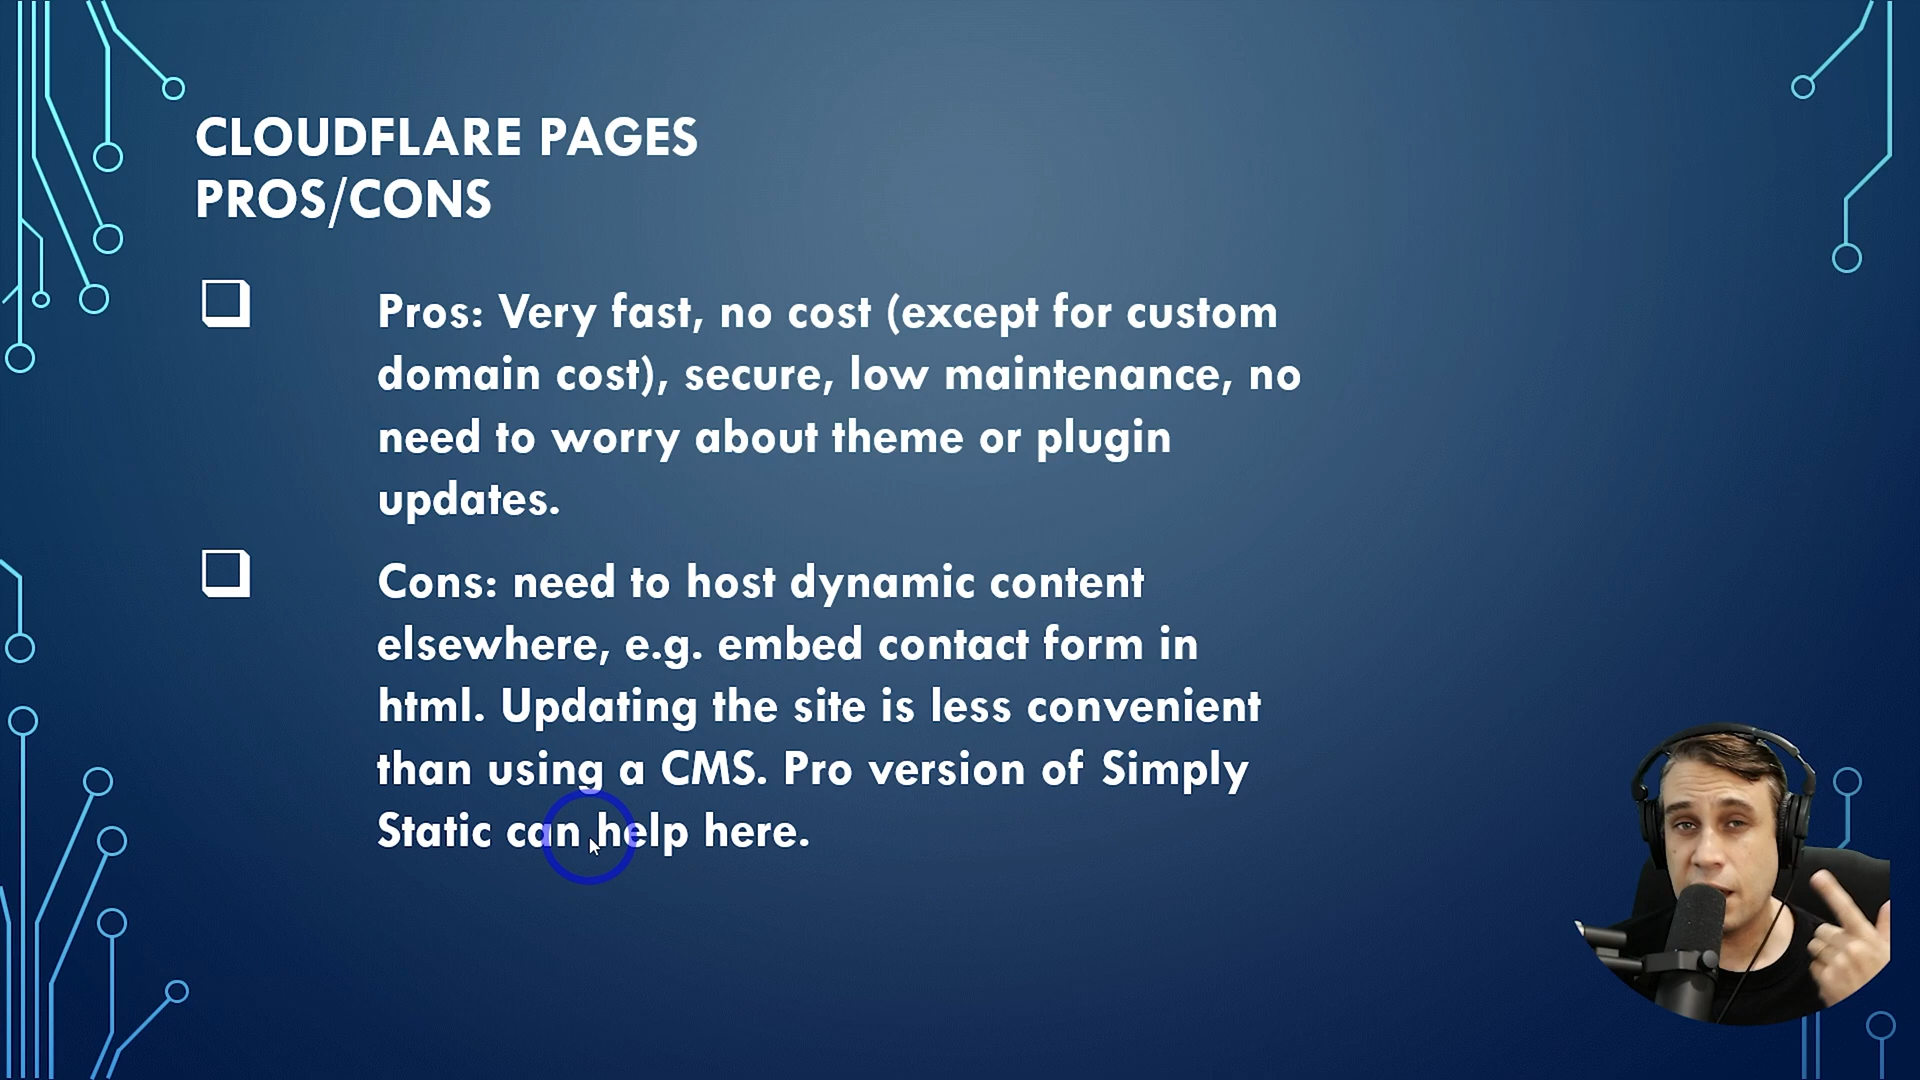 CLOUDFLARE PAGES
PROS/CONS
Pros: Very fast, no cost (except for custom
domain cost), secure, low maintenance, no
need to worry about theme or plugin
updates.
Cons: need to host dynamic content
elsewhere, e.g. embed contact form in
html. Updating the site is less convenient
than using a CMS. Pro version of Simply
Static can help here.